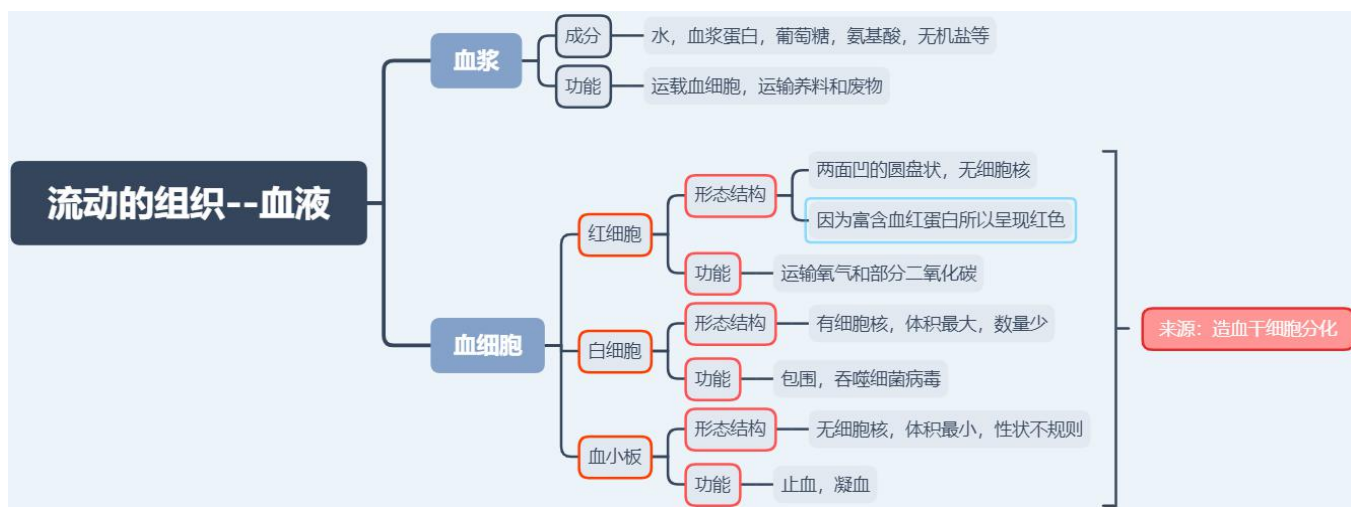 流动的组织--血液
血浆
成分
水，血浆蛋白，葡萄糖，氨基酸，无机盐等
功能
运载血细胞，运输养料和废物
血细胞
红细胞
形态结构
两面凹的圆盘状，无细胞核
因为富含血红蛋白所以呈现红色
功能
运输氧气和部分二氧化碳
白细胞
形态结构
有细胞核，体积最大，数量少
功能
包围，吞噬细菌病毒
血小板
形态结构
无细胞核，体积最小，性状不规则
功能
止血，凝血
来源：造血干细胞分化